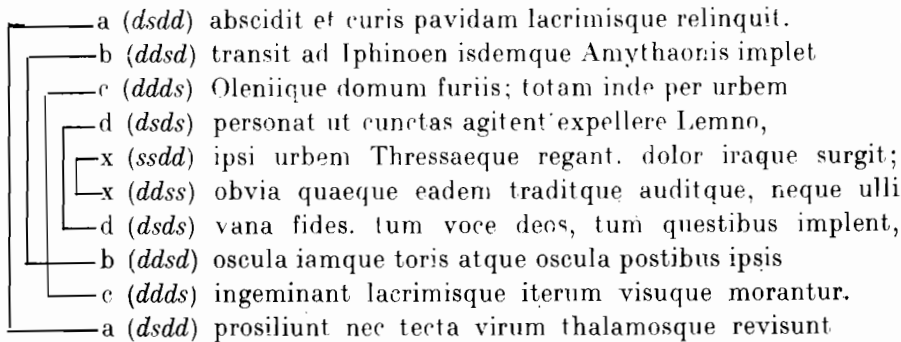 a (dsdd) abscidit et curis pavidam lacrimisque relinquit.
b (ddsd) transit ad Iphinoen isdemque Amythaonis implet
c (ddds) Oleniique domum furiis; totam inde per urbem
d (dsds) personat ut cunctas agitent expellere Lemno,
x (ssdd) ipsi urbem Thressaeque regant. dolor iraque surgit;
x (ddss) obvia quaeque eadem traditque auditque, neque ulli
d (dsds) vana fides. tum voce deos, tum questibus implent,
b (ddsd) oscula iamque toris atque oscula postibus ipsis
c (ddds) ingeminant lacrimisque iterum visuque morantur.
a (dsdd) prosiliunt nec tecta virum thalamosque revisunt